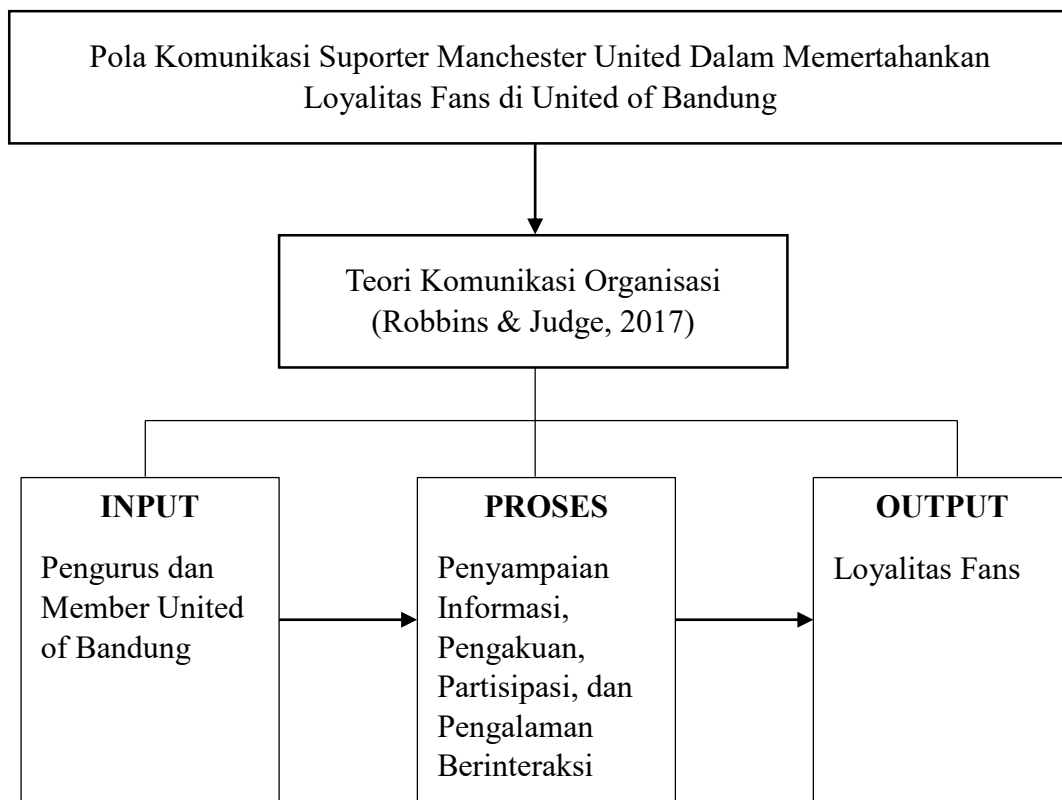 Pola Komunikasi Suporter Manchester United Dalam Memertahankan
Loyalitas Fans di United of Bandung
Teori Komunikasi Organisasi
(Robbins & Judge, 2017)
INPUT
Pengurus dan
Member United
of Bandung
PROSES
Penyampaian
Informasi,
Pengakuan,
Partisipasi, dan
Pengalaman
Berinteraksi
OUTPUT
Loyalitas Fans